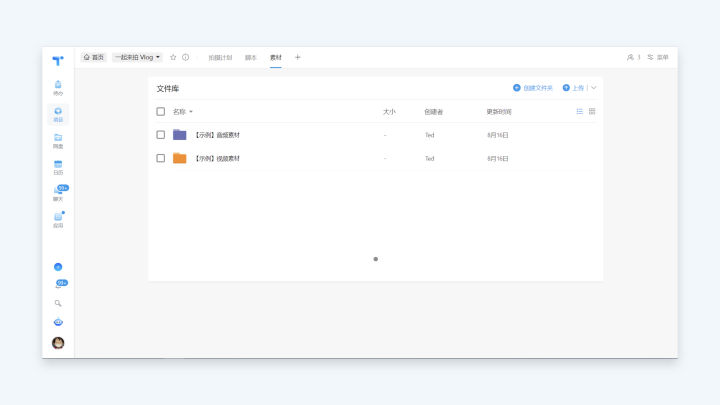 首页 一起来拍 Vlog 拍摄计划 脚本 素材 3 菜单
待办
项目
网盘
日历
99+
聊天
应用
99+
文件库 创建文件夹 上传
名称 大小 创建者 更新时间
【示例】音频素材 - Ted 8月16日
【示例】视频素材 - Ted 8月16日